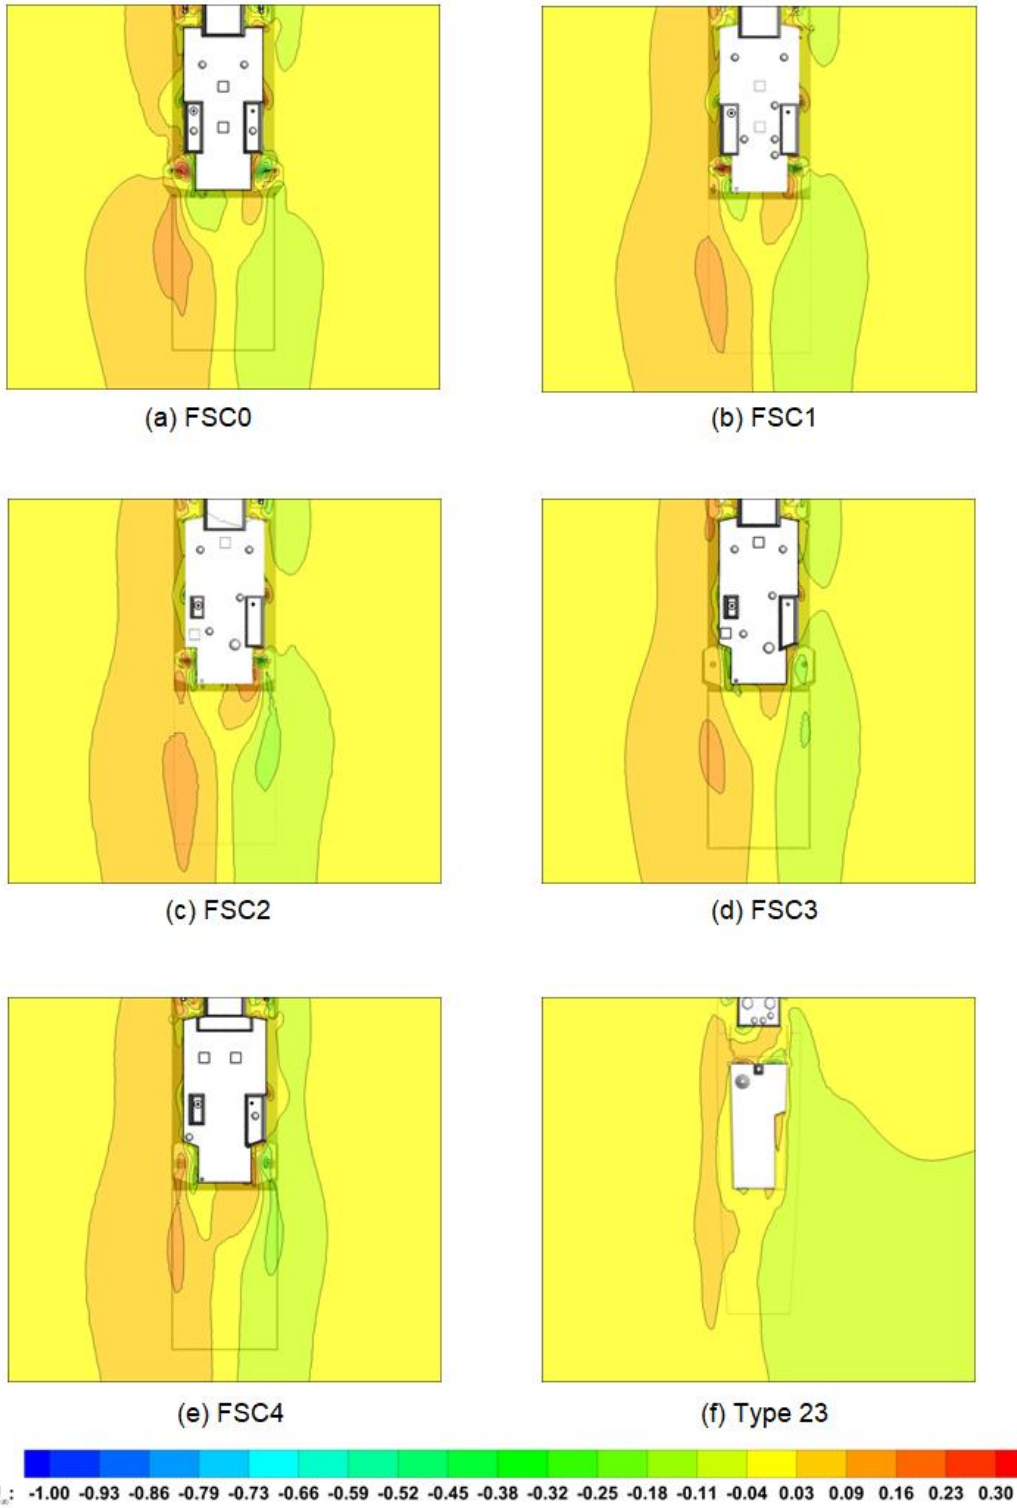 (a) FSC0
(b) FSC1
(c) FSC2
(d) FSC3
(e) FSC4
(f) Type 23
-1.00 -0.93 -0.86 -0.79 -0.73 -0.66 -0.59 -0.52 -0.45 -0.38 -0.32 -0.25 -0.18 -0.11 -0.04 0.03 0.09 0.16 0.23 0.30